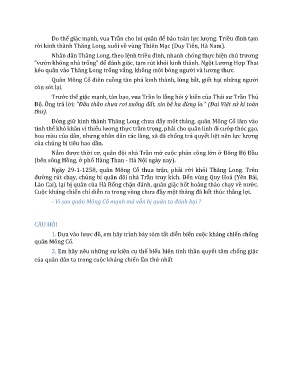 Do thế giặc mạnh, vua Trần cho lui quân để bảo toàn lực lượng. Triều đình tạm
rời kinh thành Thăng Long, xuôi về vùng Thiên Mạc (Duy Tiên, Hà Nam).
Nhân dân Thăng Long, theo lệnh triều đình, nhanh chóng thực hiện chủ trương
"vườn không nhà trống" để đánh giặc, tạm rút khỏi kinh thành. Ngột Lương Hợp Thai
kéo quân vào Thăng Long trống vắng, không một bóng người và lương thực.
Quân Mông Cổ điên cuồng tàn phá kinh thành, lùng bắt, giết hại những người
còn sót lại.
Trước thế giặc mạnh, tàn bạo, vua Trần lo lắng hỏi ý kiến của Thái sư Trần Thủ
Độ. Ông trả lời: "Đầu thần chưa rơi xuống đất, xin bệ hạ đừng lo." (Đại Việt sử kí toàn
thư).
Đóng giữ kinh thành Thăng Long chưa đầy một tháng, quân Mông Cổ lâm vào
tình thế khó khăn vì thiếu lương thực trầm trọng, phải cho quân lính đi cướp thóc gạo,
hoa màu của dân, nhưng nhân dân các làng, xã đã chống trả quyết liệt nên lực lượng
của chúng bị tiêu hao dần.
Nắm được thời cơ, quân đội nhà Trần mở cuộc phản công lớn ở Đông Bộ Đầu
(bến sông Hồng, ở phố Hàng Than - Hà Nội ngày nay).
Ngày 29-1-1258, quân Mông Cổ thua trận, phải rời khỏi Thăng Long. Trên
đường rút chạy, chúng bị quân đội nhà Trần truy kích. Đến vùng Quy Hoá (Yên Bái,
Lào Cai), lại bị quân của Hà Bổng chặn đánh, quân giặc hốt hoảng tháo chạy về nước.
Cuộc kháng chiến chỉ diễn ra trong vòng chưa đầy một tháng đã kết thúc thắng lợi.
- Vì sao quân Mông Cổ mạnh mà vẫn bị quân ta đánh bại ?
CÂU HỎI
1. Dựa vào lược đồ, em hãy trình bày tóm tắt diễn biến cuộc kháng chiến chống
quân Mông Cổ.
2. Em hãy nêu những sự kiện cụ thể biểu hiện tinh thần quyết tâm chống giặc
của quân dân ta trong cuộc kháng chiến lần thứ nhất